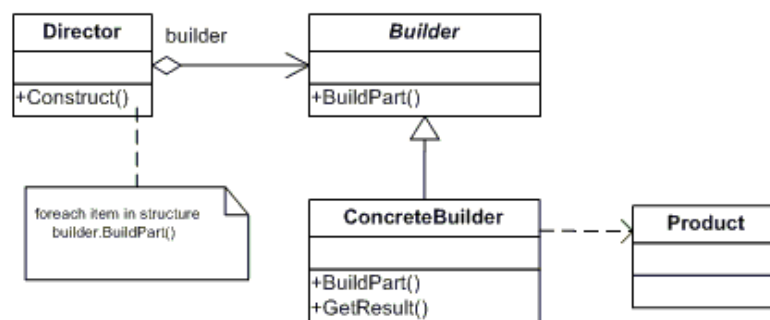 Director
builder
Builder
+Construct()
+BuildPart()
foreach item in structure
builder.BuildPart()
ConcreteBuilder
Product
+BuildPart()
+GetResult()